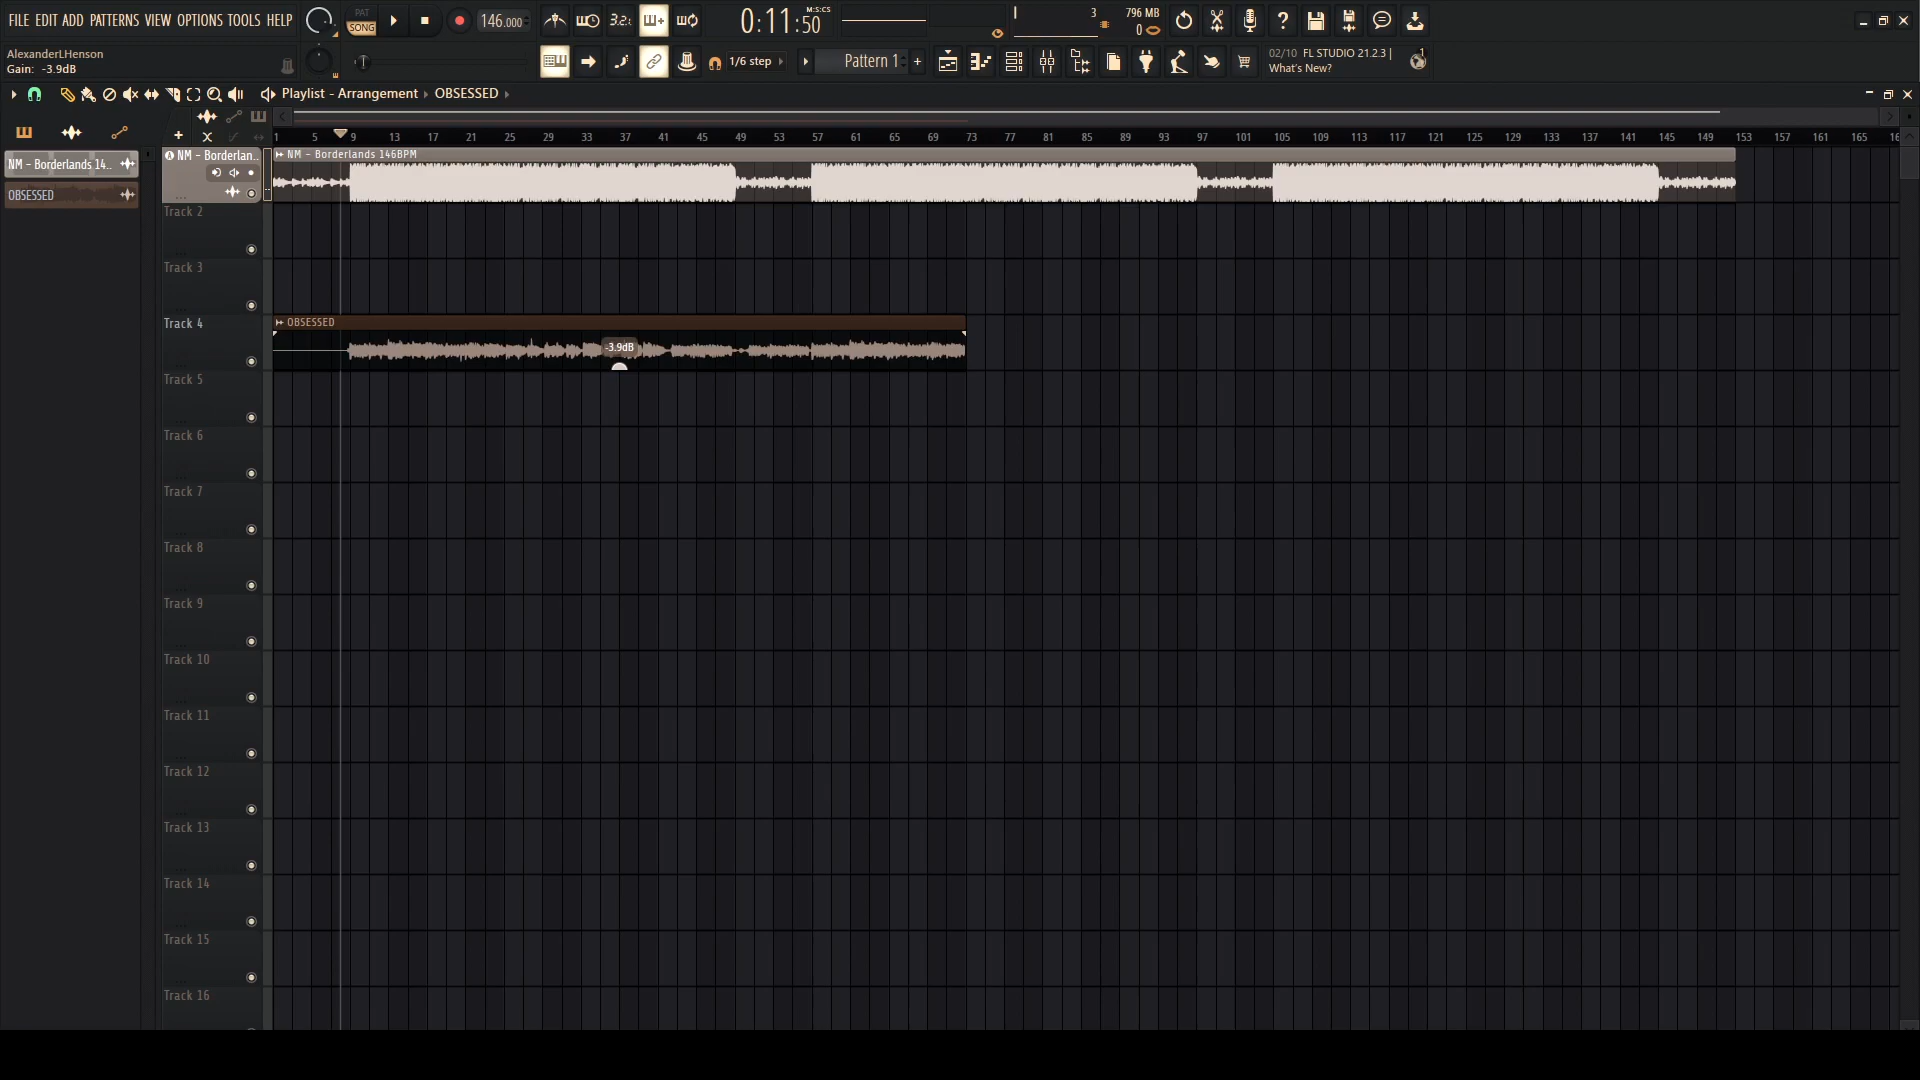 FILE EDIT ADD PATTERNS VIEW OPTIONS TOOLS HELP
PAT
SONG
146.000
3.2.
0:11:50
M:S:CS
3
796 MB
0
AlexanderLHenson
Gain: -3.9dB
1/6 step
Pattern 1
+
02/10 FL STUDIO 21.2.3 |
What's New?
1
Playlist - Arrangement
OBSESSED
1 5 9 13 17 21 25 29 33 37 41 45 49 53 57 61 65 69 73 77 81 85 89 93 97 101 105 109 113 117 121 125 129 133 137 141 145 149 153 157 161 165
NM - Borderlands 14..
OBSESSED
NM - Borderlan..
NM - Borderlands 146BPM
Track 2
Track 3
Track 4
OBSESSED
-3.9dB
Track 5
Track 6
Track 7
Track 8
Track 9
Track 10
Track 11
Track 12
Track 13
Track 14
Track 15
Track 16